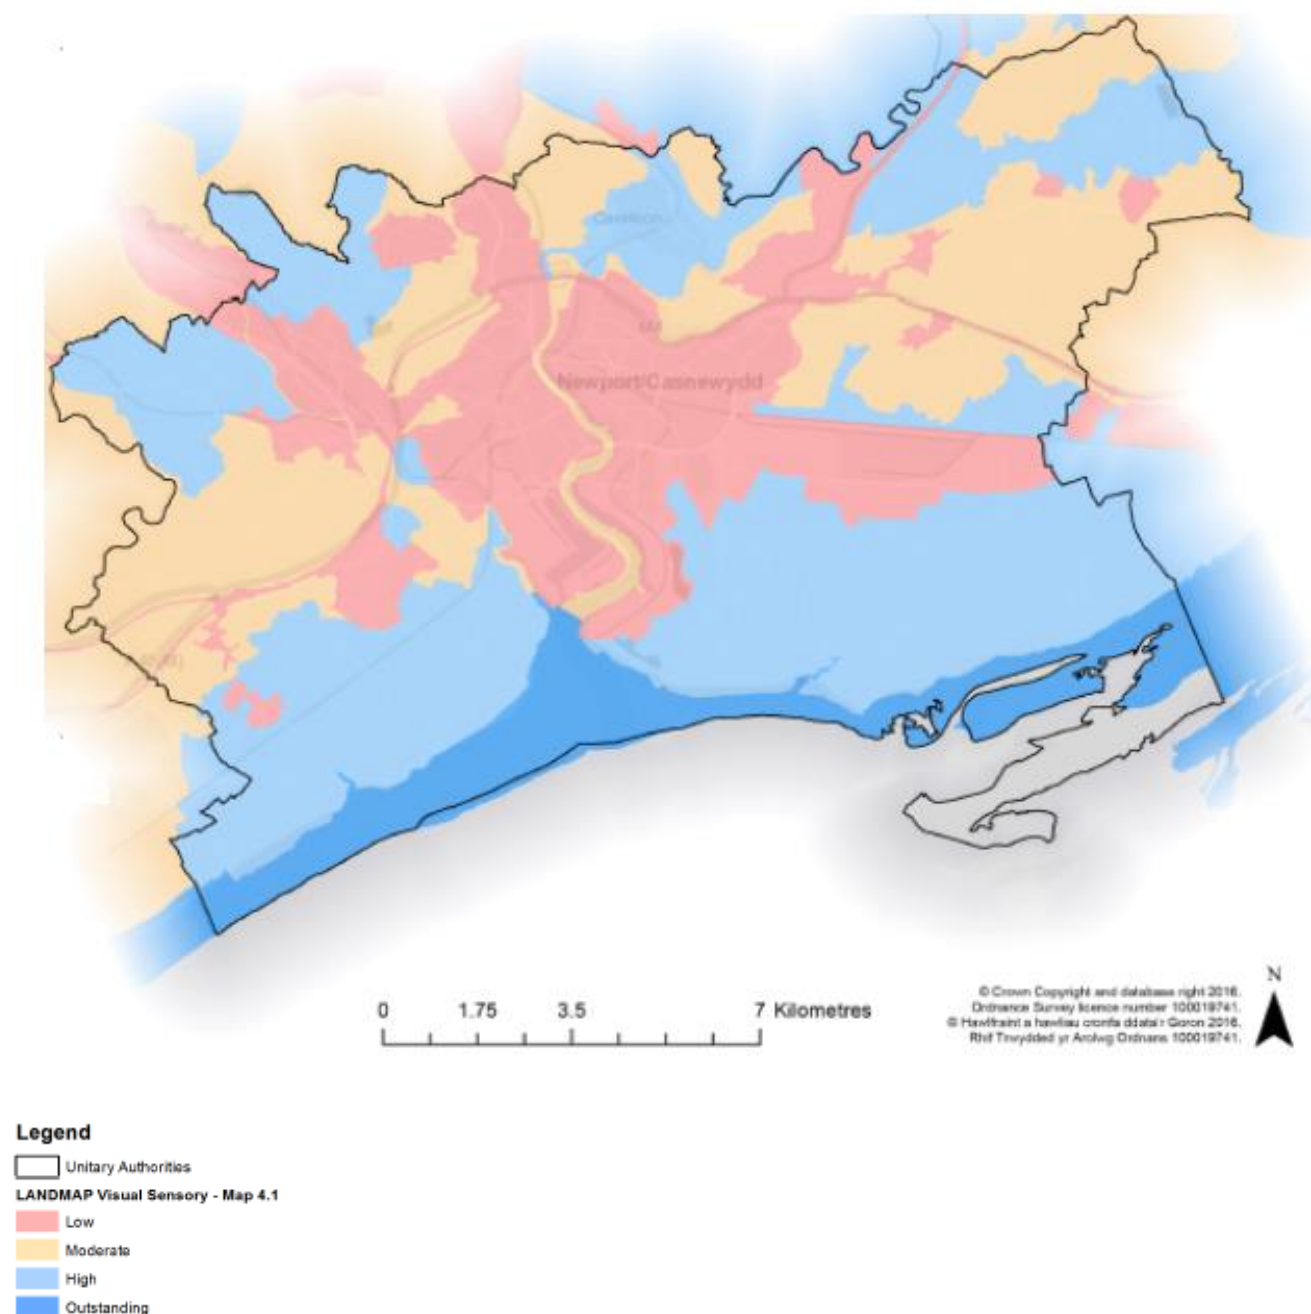 Caerleon
Newport/Casnewydd
0 1.75 3.5 7 Kilometres
N
© Crown Copyright and database right 2016.
Ordnance Survey licence number 100019741.
© Hawlfraint a hawliau cronfa ddata'r Goron 2016.
Rhif Trwydded yr Arolwg Ordnans 100019741.
Legend
Unitary Authorities
LANDMAP Visual Sensory - Map 4.1
Low
Moderate
High
Outstanding